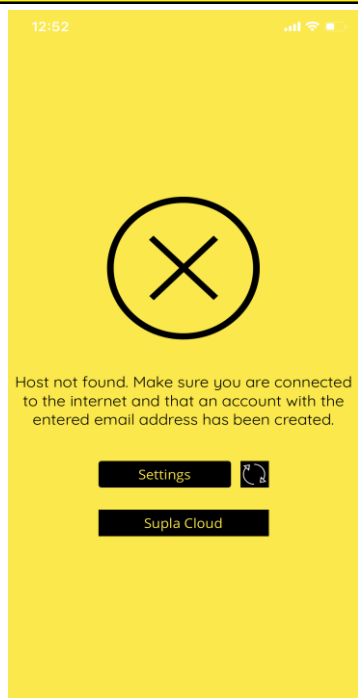 12:52
Host not found. Make sure you are connected
to the internet and that an account with the
entered email address has been created.
Settings
Supla Cloud